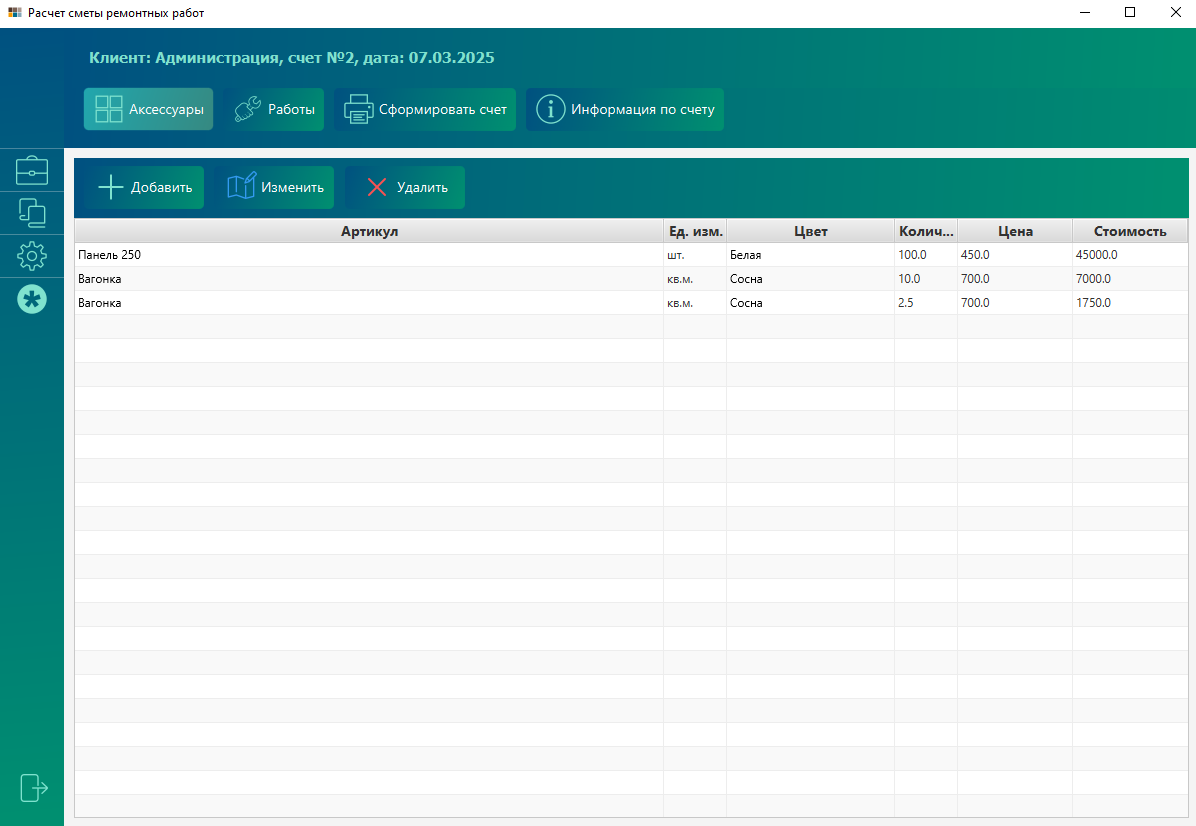 Расчет сметы ремонтных работ
Клиент: Администрация, счет №2, дата: 07.03.2025
Аксессуары Работы Сформировать счет Информация по счету
Добавить Изменить Удалить
Артикул Ед. изм. Цвет Колич... Цена Стоимость
Панель 250 шт. Белая 100.0 450.0 45000.0
Вагонка кв.м. Сосна 10.0 700.0 7000.0
Вагонка кв.м. Сосна 2.5 700.0 1750.0